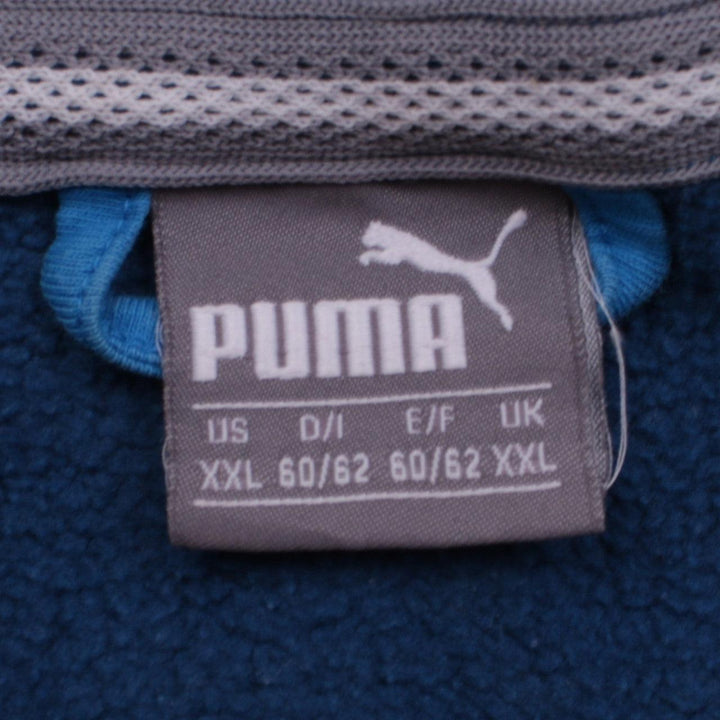 PUMA
US D/I E/F UK
XXL 60/62 60/62 XXL